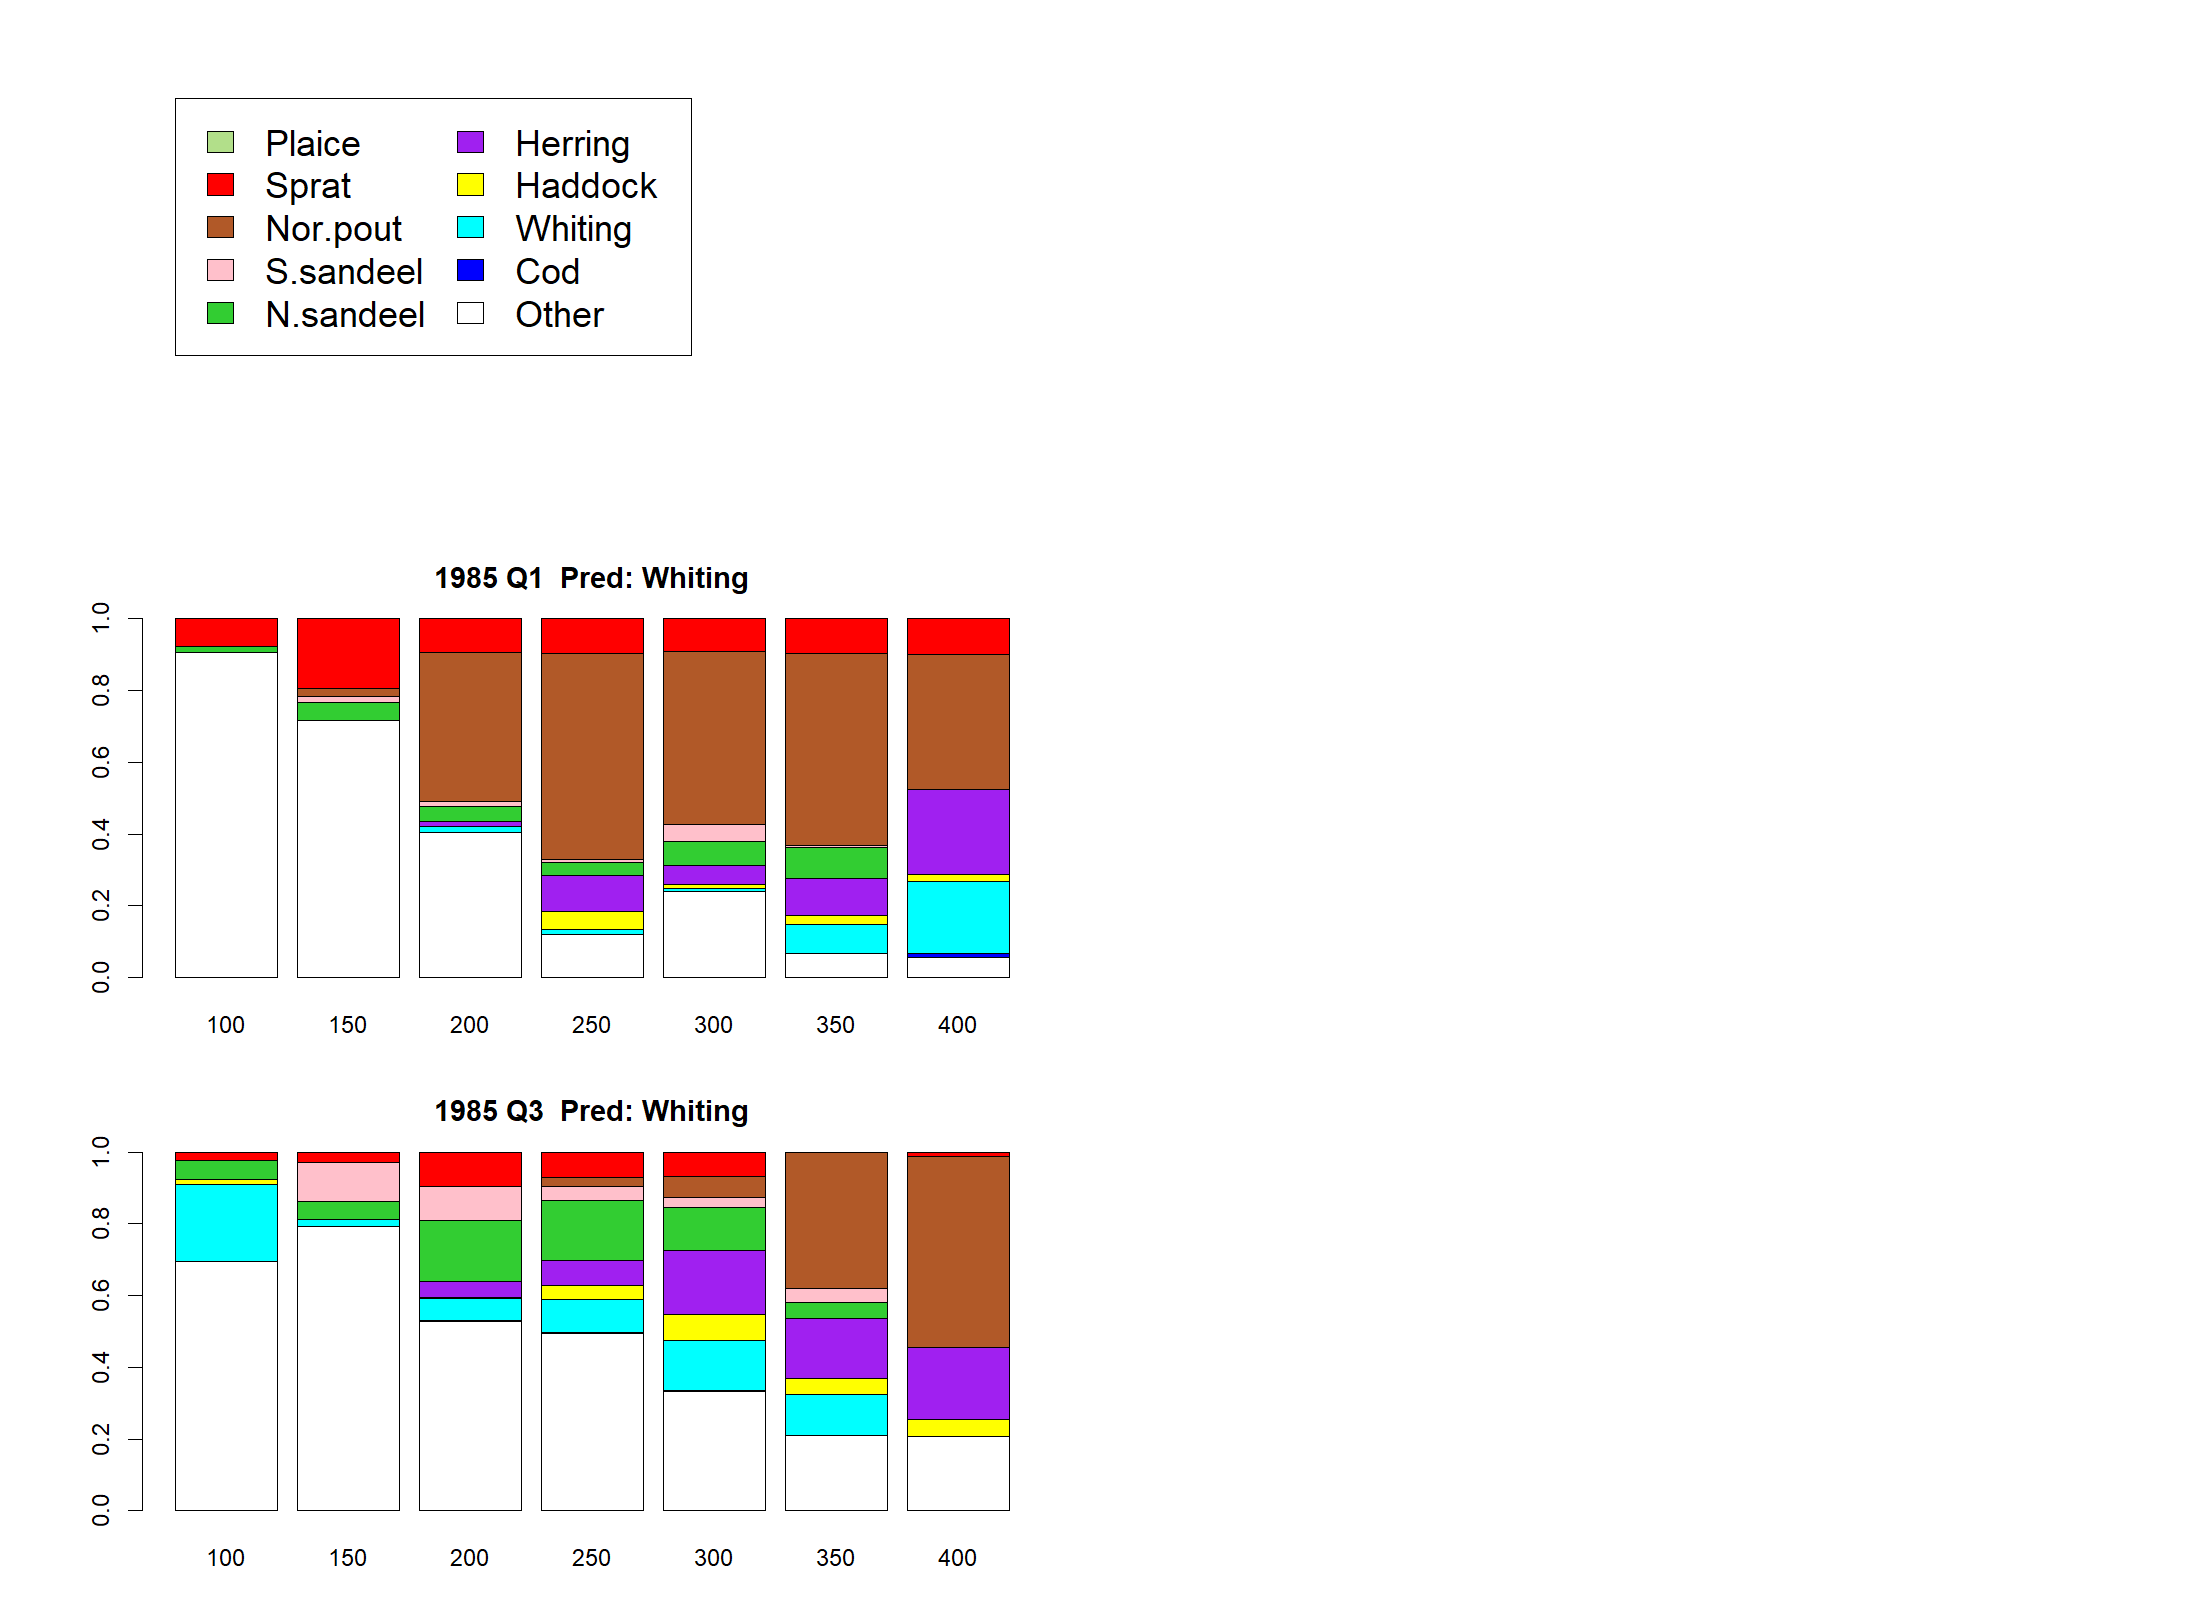 Plaice Herring
Sprat Haddock
Nor.pout Whiting
S.sandeel Cod
N.sandeel Other
1985 Q1  Pred: Whiting
1.0
0.8
0.6
0.4
0.2
0.0
100 150 200 250 300 350 400
1985 Q3  Pred: Whiting
1.0
0.8
0.6
0.4
0.2
0.0
100 150 200 250 300 350 400